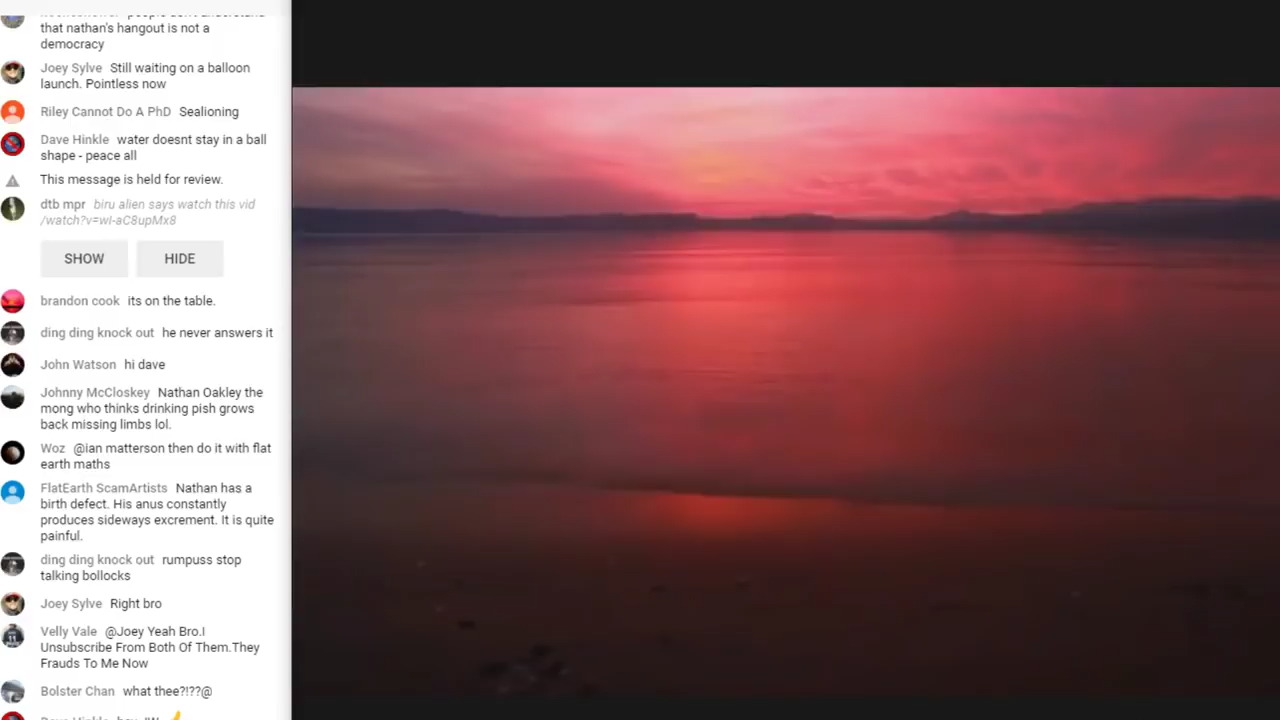 that nathan's hangout is not a
democracy
Joey Sylve Still waiting on a balloon
launch. Pointless now
Riley Cannot Do A PhD Sealioning
Dave Hinkle water doesnt stay in a ball
shape - peace all
This message is held for review.
dtb mpr biru alien says watch this vid
/watch?v=wI-aC8upMx8
SHOW HIDE
brandon cook its on the table.
ding ding knock out he never answers it
John Watson hi dave
Johnny McCloskey Nathan Oakley the
mong who thinks drinking pish grows
back missing limbs lol.
Woz @ian matterson then do it with flat
earth maths
FlatEarth ScamArtists Nathan has a
birth defect. His anus constantly
produces sideways excrement. It is quite
painful.
ding ding knock out rumpuss stop
talking bollocks
Joey Sylve Right bro
Velly Vale @Joey Yeah Bro.I
Unsubscribe From Both Of Them.They
Frauds To Me Now
Bolster Chan what thee?!??@